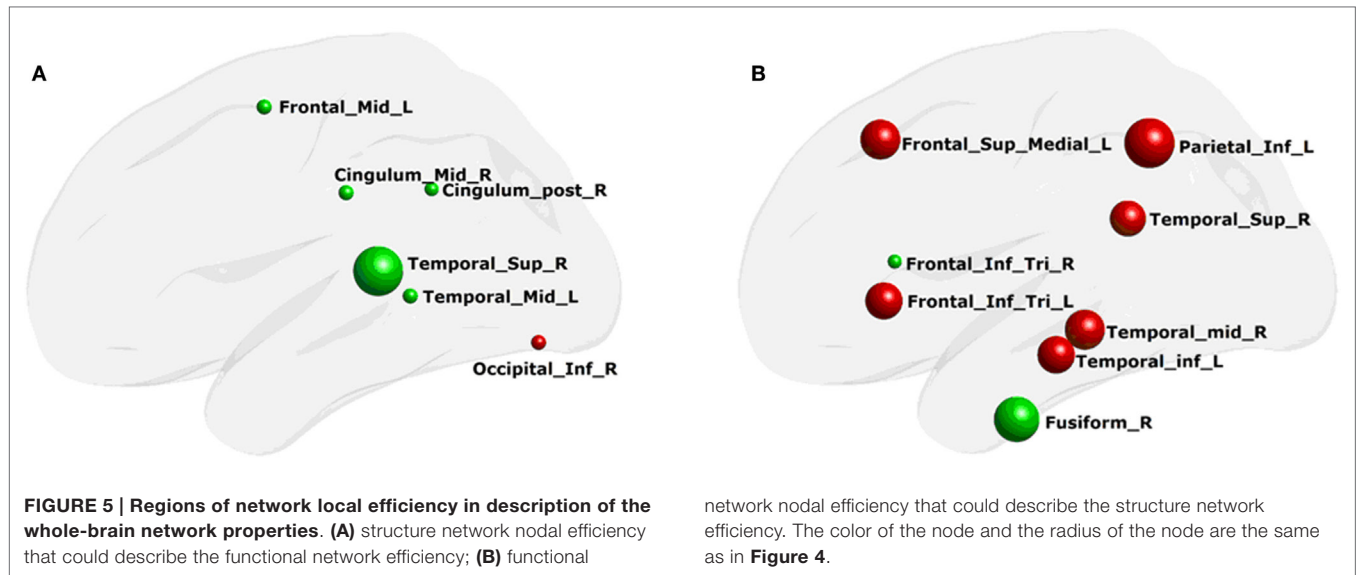 A
Frontal_Mid_L
Cingulum_Mid_R
Cingulum_post_R
Temporal_Sup_R
Temporal_Mid_L
Occipital_Inf_R
B
Frontal_Sup_Medial_L
Parietal_Inf_L
Temporal_Sup_R
Frontal_Inf_Tri_R
Frontal_Inf_Tri_L
Temporal_mid_R
Temporal_inf_L
Fusiform_R
FIGURE 5 | Regions of network local efficiency in description of the
whole-brain network properties. (A) structure network nodal efficiency
that could describe the functional network efficiency; (B) functional
network nodal efficiency that could describe the structure network
efficiency. The color of the node and the radius of the node are the same
as in Figure 4.